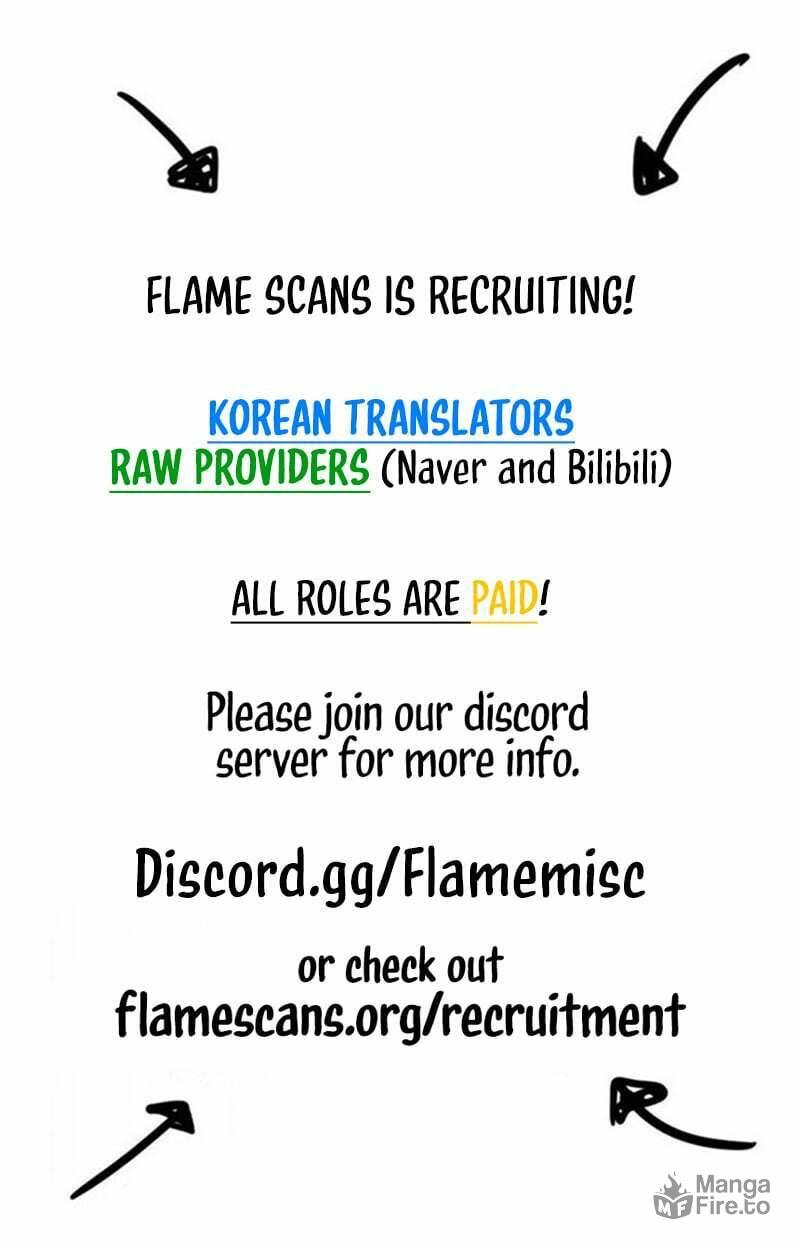 FLAME SCANS IS RECRUITING!
KOREAN TRANSLATORS
RAW PROVIDERS (Naver and Bilibili)
ALL ROLES ARE PAID!
Please join our discord
server for more info.
Discord.gg/Flamemisc
or check out
flamescans.org/recruitment
MF
Manga
Fire.to